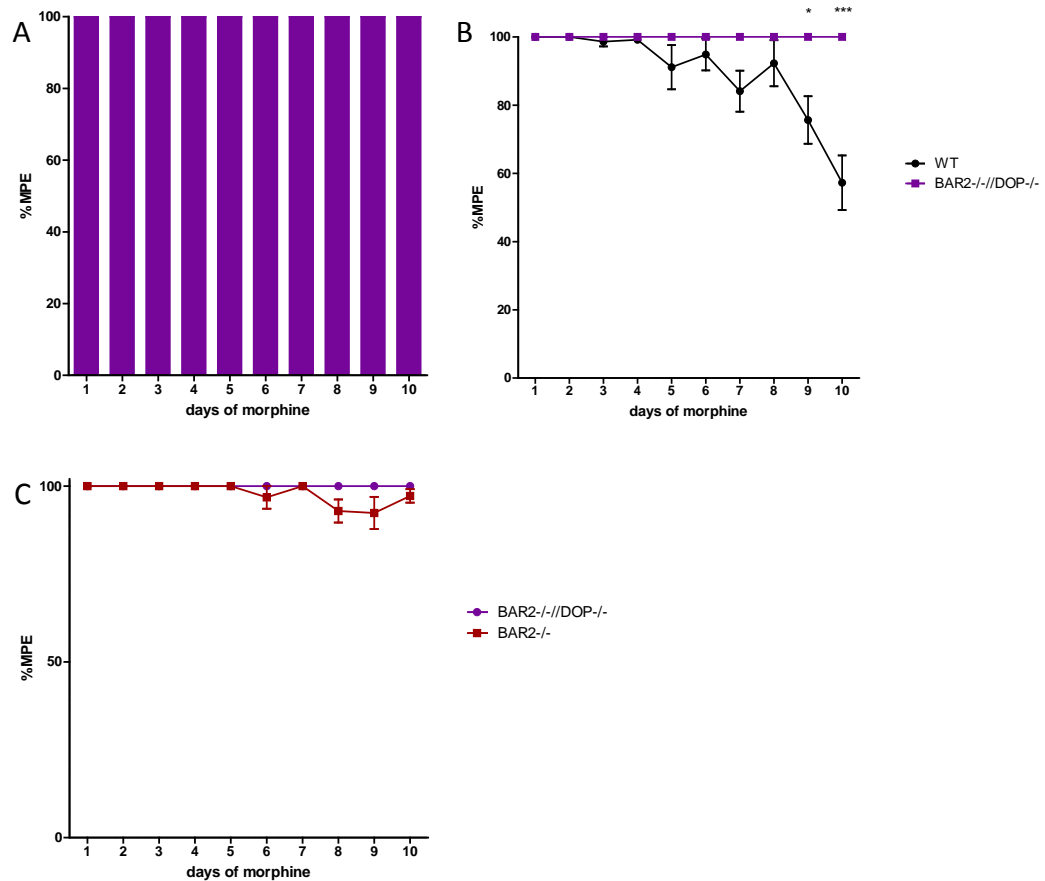 A
100
80
60
40
20
0
%MPE
1 2 3 4 5 6 7 8 9 10
days of morphine
B
* ***
100
80
60
40
20
0
%MPE
1 2 3 4 5 6 7 8 9 10
days of morphine
WT
BAR2-/-//DOP-/-
C
100
50
0
%MPE
1 2 3 4 5 6 7 8 9 10
days of morphine
BAR2-/-//DOP-/-
BAR2-/-